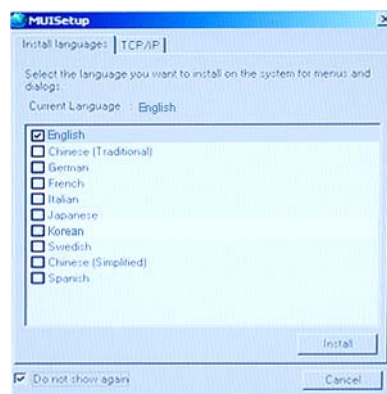 MUISetup
Install languages
TCP/IP
Select the language you want to install on the system for menus and
dialogs.
Current Language : English
English
Chinese (Traditional)
German
French
Italian
Japanese
Korean
Swedish
Chinese (Simplified)
Spanish
Install
Do not show again
Cancel